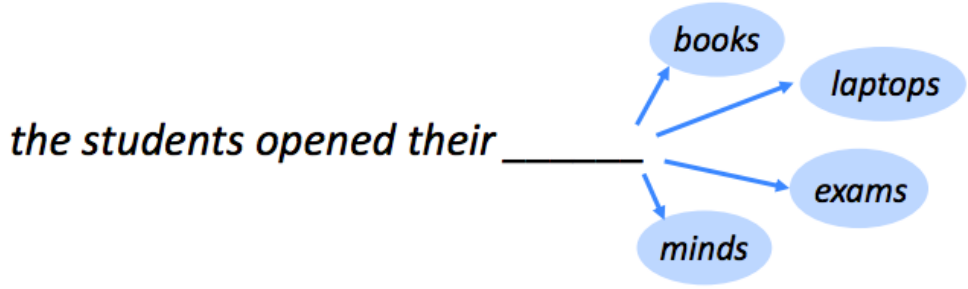 books
laptops
the students opened their ______
exams
minds